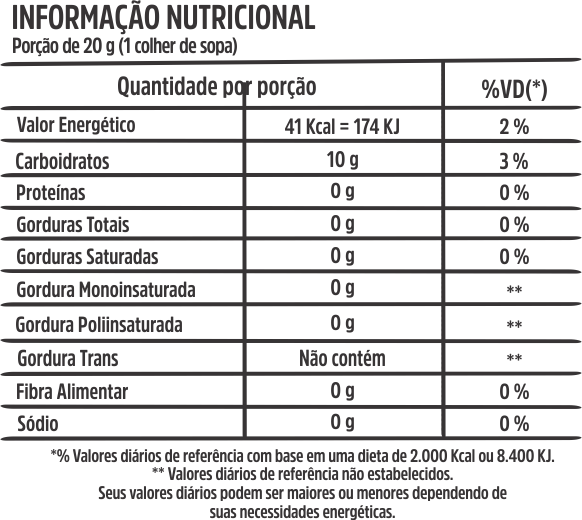 INFORMAÇÃO NUTRICIONAL
Porção de 20 g (1 colher de sopa)
Quantidade por porção %VD(*)
Valor Energético 41 Kcal = 174 KJ 2 %
Carboidratos 10 g 3 %
Proteínas 0 g 0 %
Gorduras Totais 0 g 0 %
Gorduras Saturadas 0 g 0 %
Gordura Monoinsaturada 0 g **
Gordura Poliinsaturada 0 g **
Gordura Trans Não contém **
Fibra Alimentar 0 g 0 %
Sódio 0 g 0 %
*% Valores diários de referência com base em uma dieta de 2.000 Kcal ou 8.400 KJ.
** Valores diários de referência não estabelecidos.
Seus valores diários podem ser maiores ou menores dependendo de
suas necessidades energéticas.